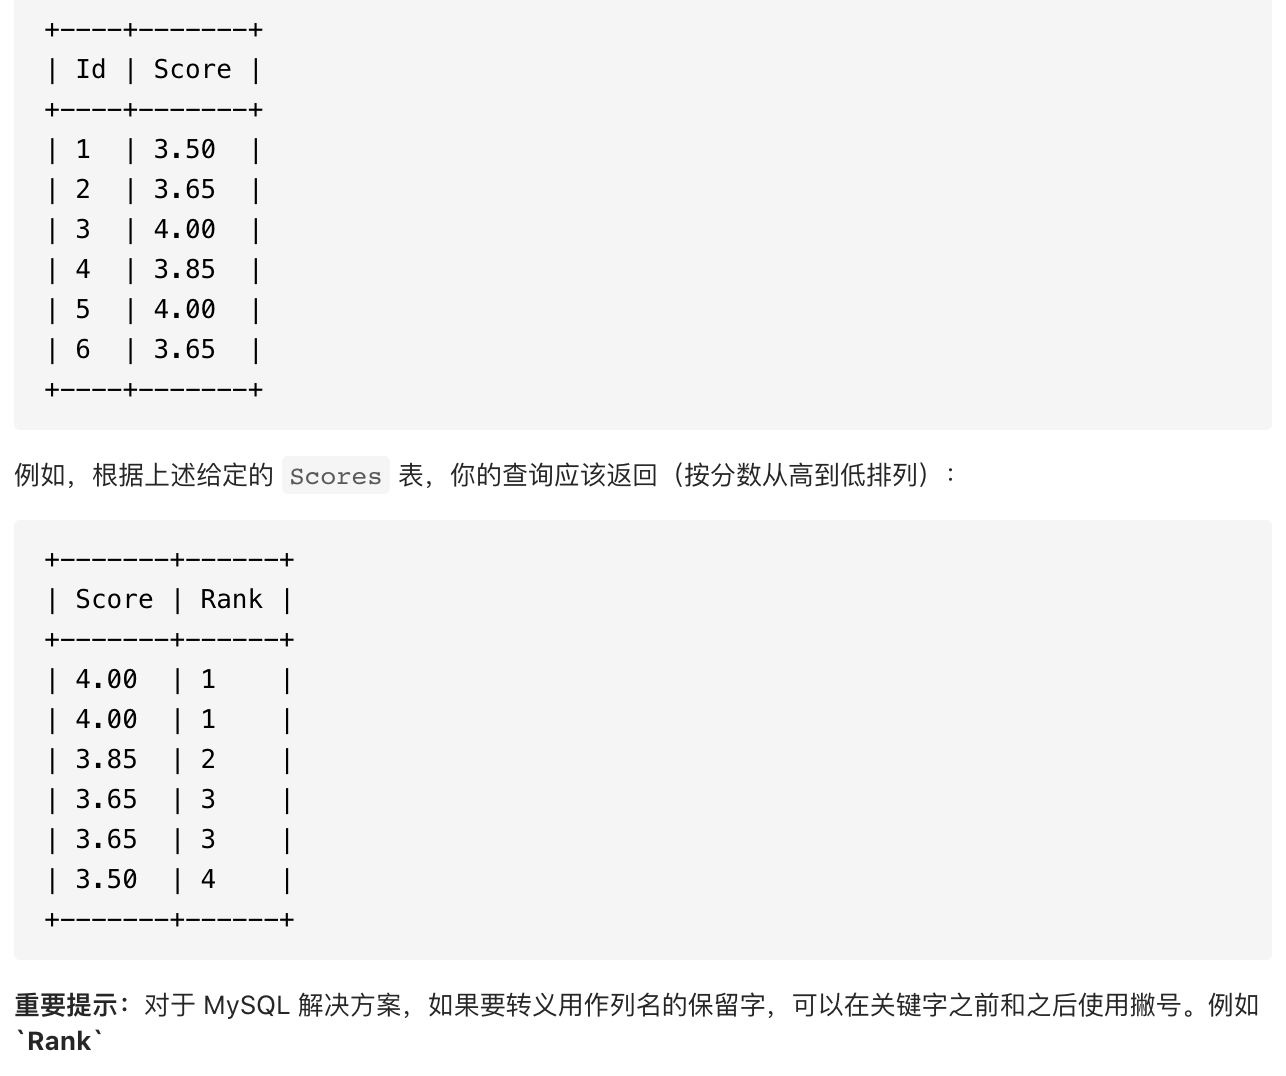 +----+-------+
| Id | Score |
+----+-------+
| 1  | 3.50  |
| 2  | 3.65  |
| 3  | 4.00  |
| 4  | 3.85  |
| 5  | 4.00  |
| 6  | 3.65  |
+----+-------+
例如，根据上述给定的 Scores 表，你的查询应该返回（按分数从高到低排列）：
+-------+------+
| Score | Rank |
+-------+------+
| 4.00  | 1    |
| 4.00  | 1    |
| 3.85  | 2    |
| 3.65  | 3    |
| 3.65  | 3    |
| 3.50  | 4    |
+-------+------+
重要提示：对于 MySQL 解决方案，如果要转义用作列名的保留字，可以在关键字之前和之后使用撇号。例如
`Rank`